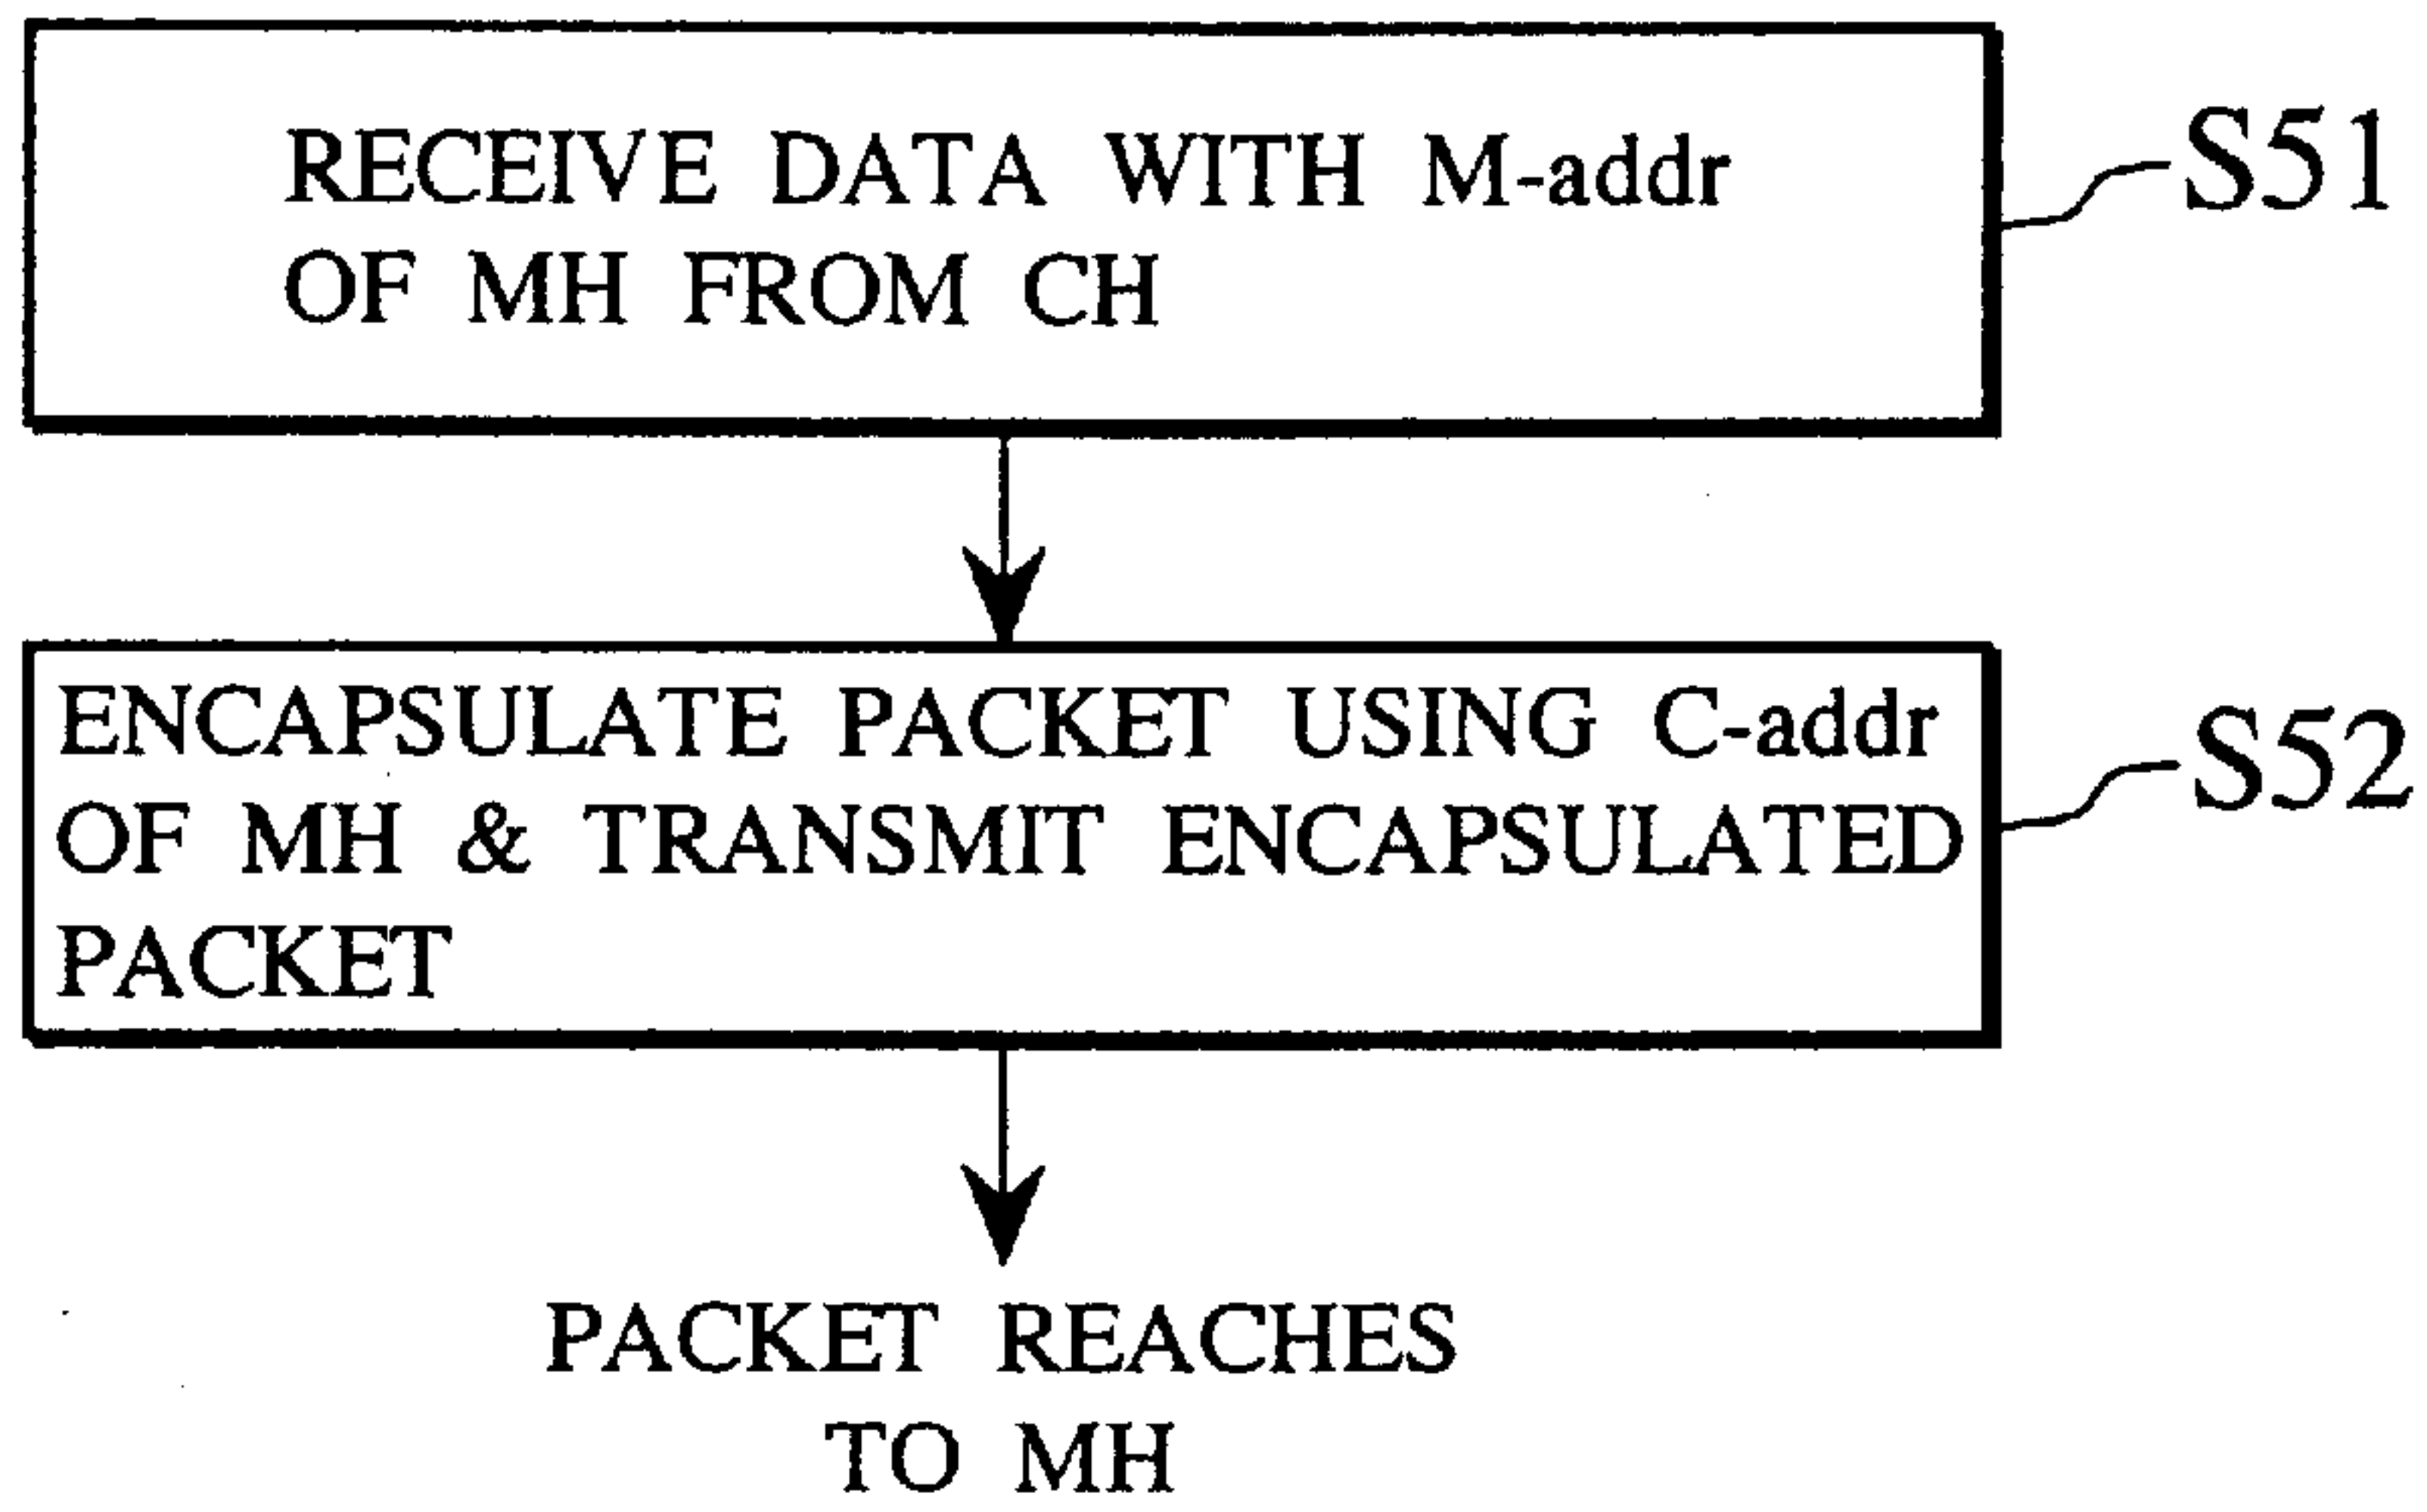 RECEIVE DATA WITH M-addr
OF MH FROM CH
S51
ENCAPSULATE PACKET USING C-addr
OF MH & TRANSMIT ENCAPSULATED
PACKET
S52
PACKET REACHES
TO MH